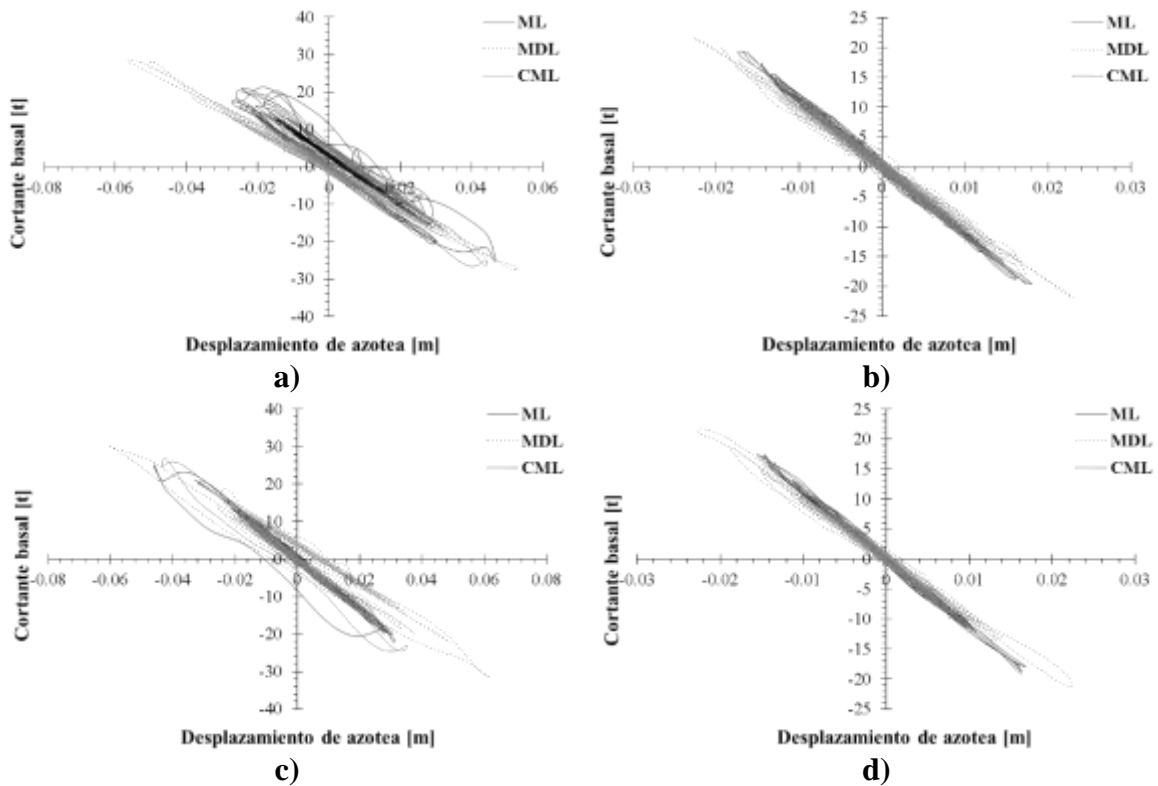 40
30
20
10
0
-10
-20
-30
-40
-0.08 -0.06 -0.04 -0.02 0 0.02 0.04 0.06
Cortante basal [t]
Desplazamiento de azotea [m]
ML
MDL
CML
a)
25
20
15
10
5
0
-5
-10
-15
-20
-25
-0.03 -0.02 -0.01 0 0.01 0.02 0.03
Cortante basal [t]
Desplazamiento de azotea [m]
ML
MDL
CML
b)
40
30
20
10
0
-10
-20
-30
-40
-0.08 -0.06 -0.04 -0.02 0 0.02 0.04 0.06 0.08
Cortante basal [t]
Desplazamiento de azotea [m]
ML
MDL
CML
c)
25
20
15
10
5
0
-5
-10
-15
-20
-25
-0.03 -0.02 -0.01 0 0.01 0.02 0.03
Cortante basal [t]
Desplazamiento de azotea [m]
ML
MDL
CML
d)